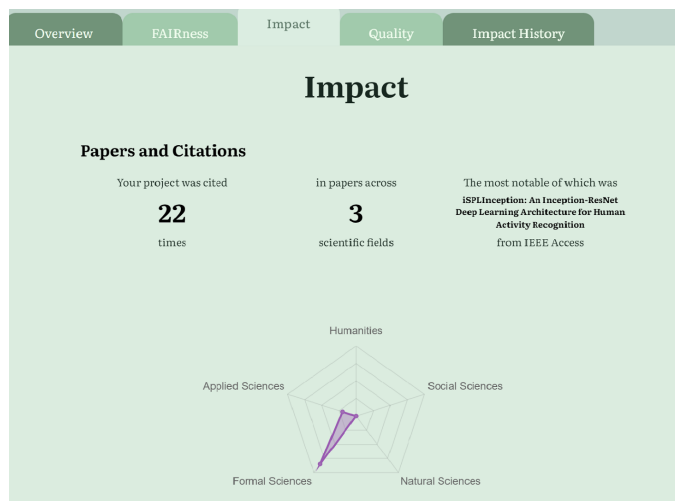 Overview
FAIRness
Impact
Quality
Impact History
Impact
Papers and Citations
Your project was cited
22
times
in papers across
3
scientific fields
The most notable of which was
iSPLInception: An Inception-ResNet
Deep Learning Architecture for Human
Activity Recognition
from IEEE Access
Humanities
Applied Sciences
Social Sciences
Formal Sciences
Natural Sciences